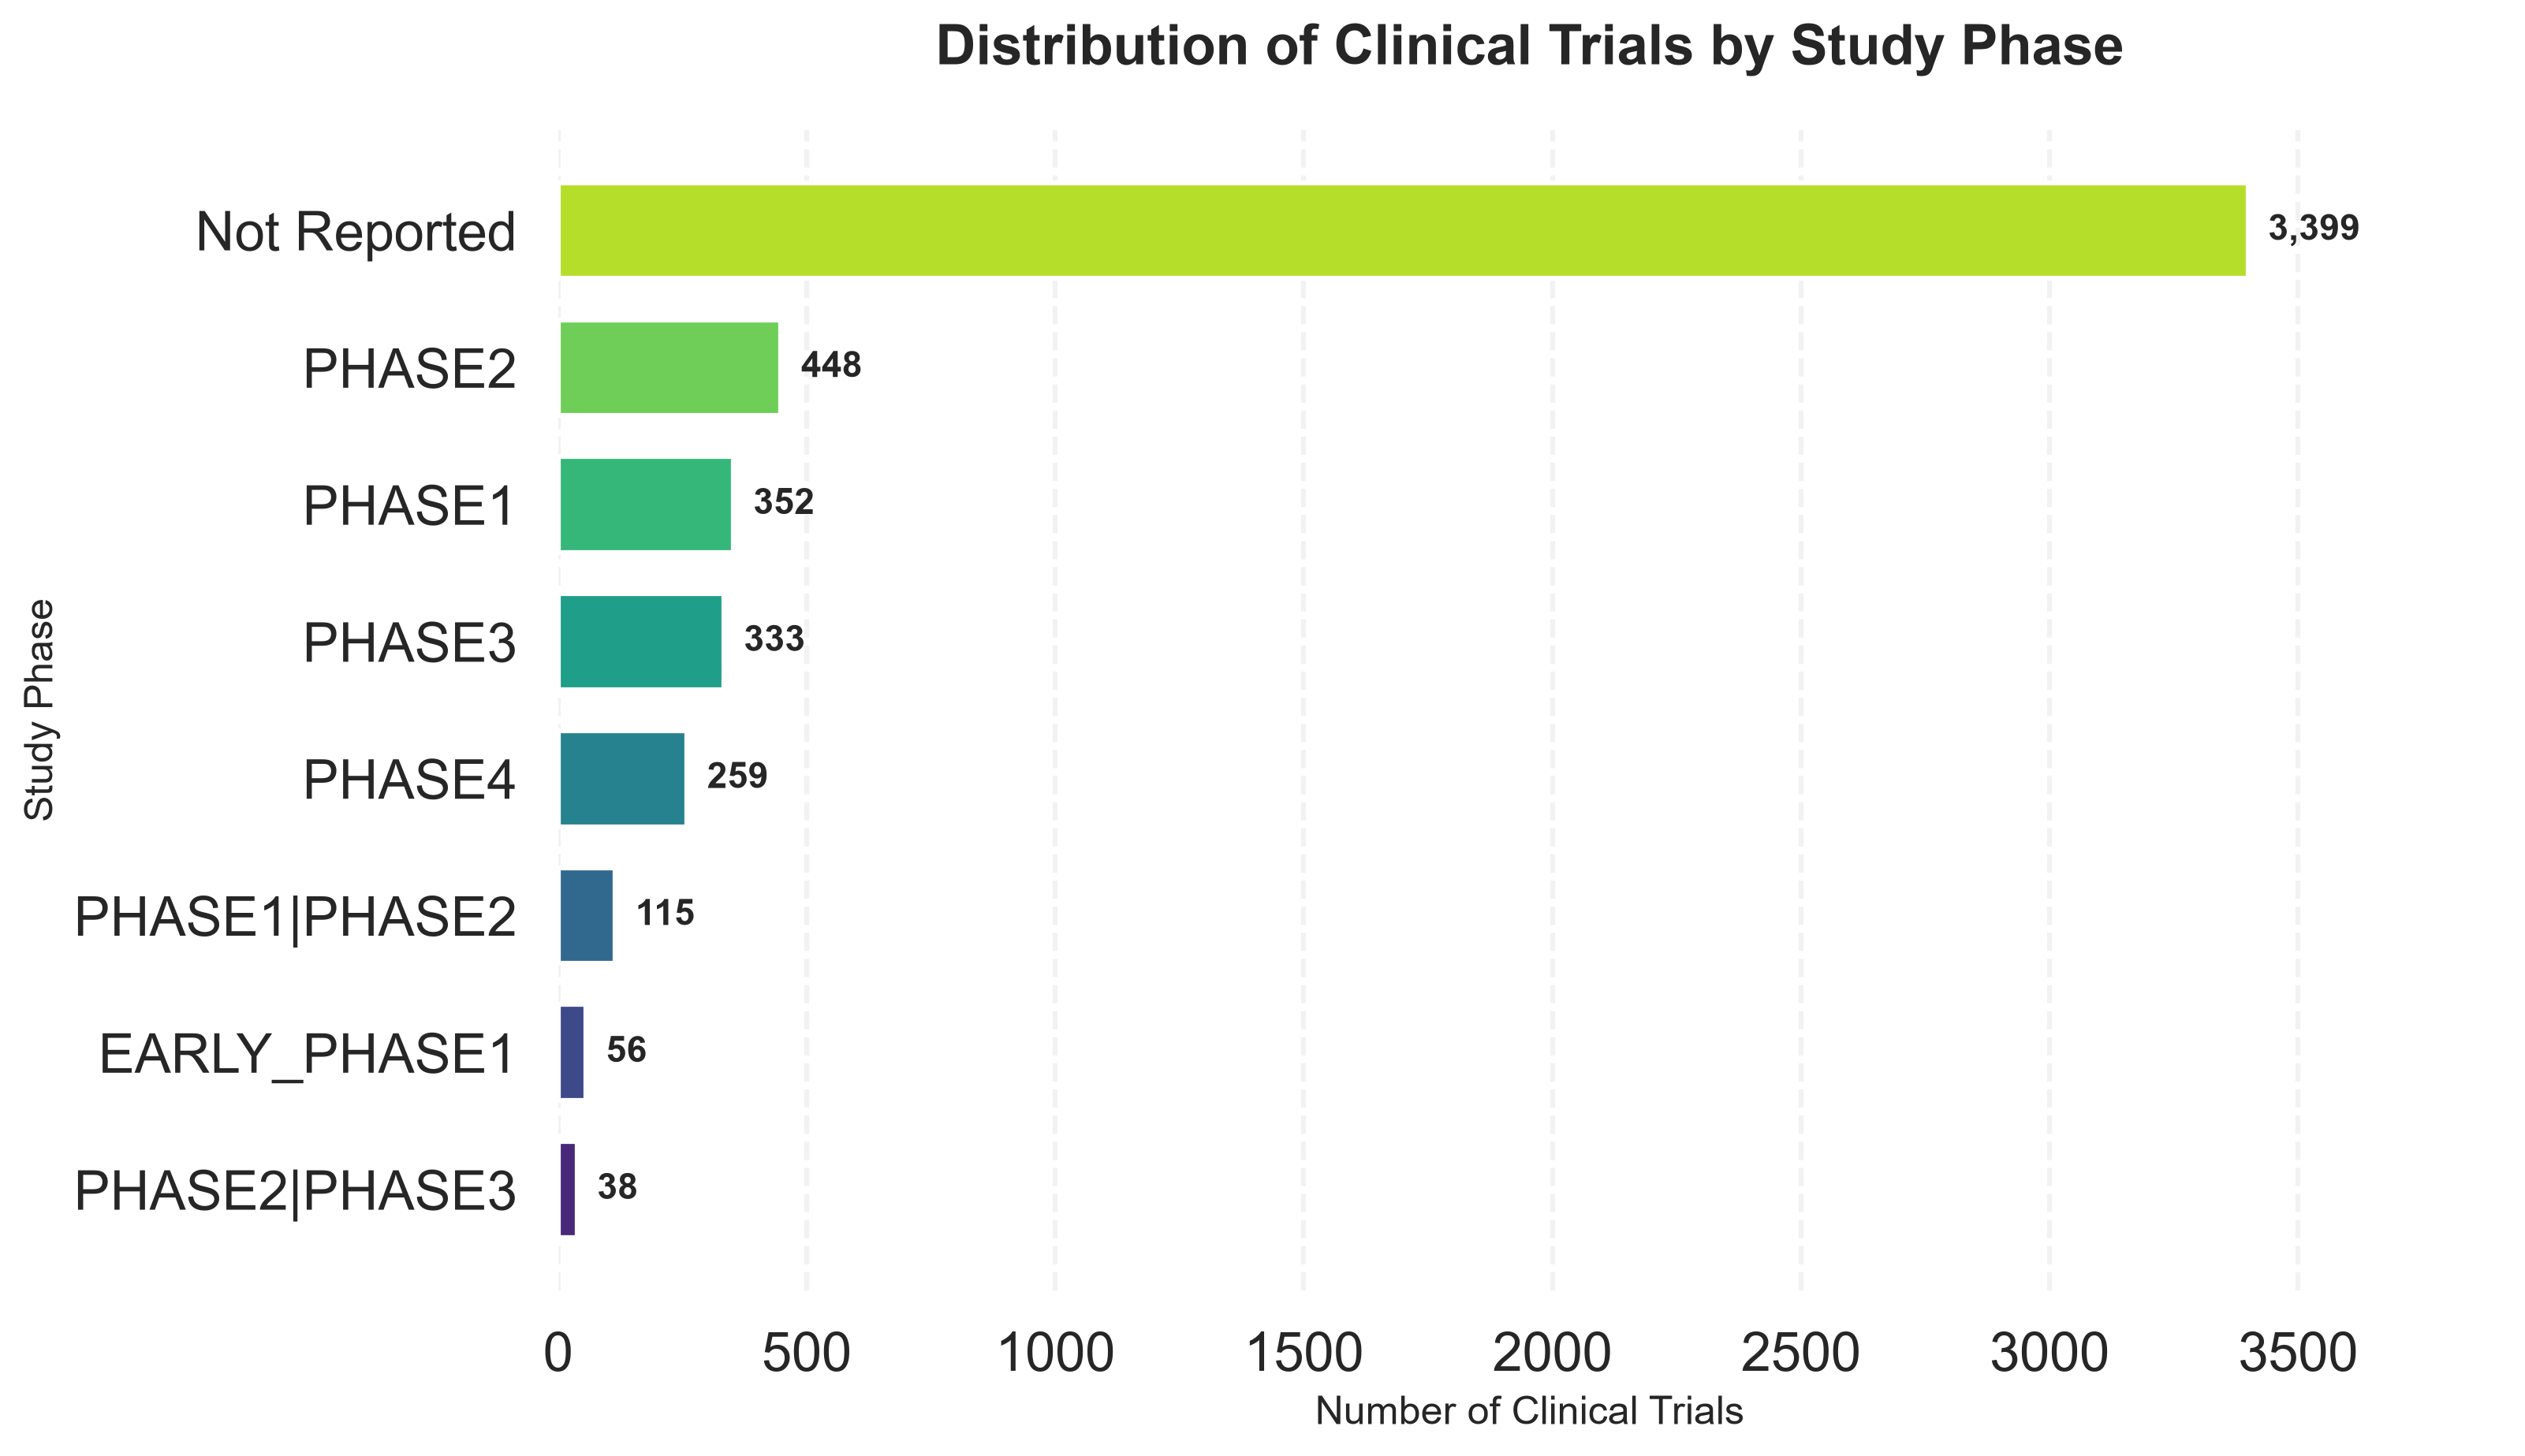 Distribution of Clinical Trials by Study Phase
Not Reported
3,399
PHASE2
448
PHASE1
352
PHASE3
333
PHASE4
259
PHASE1|PHASE2
115
EARLY_PHASE1
56
PHASE2|PHASE3
38
Study Phase
0 500 1000 1500 2000 2500 3000 3500
Number of Clinical Trials